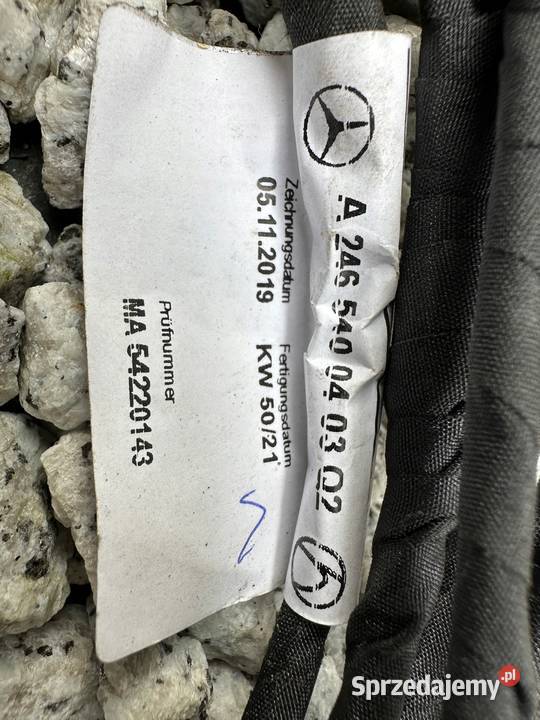 A 246 540 04 03 Q2
Zeichnungsdatum
05.11.2019
Fertigungsdatum
KW 50/21
Prüfnummer
MA 54220143
Sprzedajemy.pl